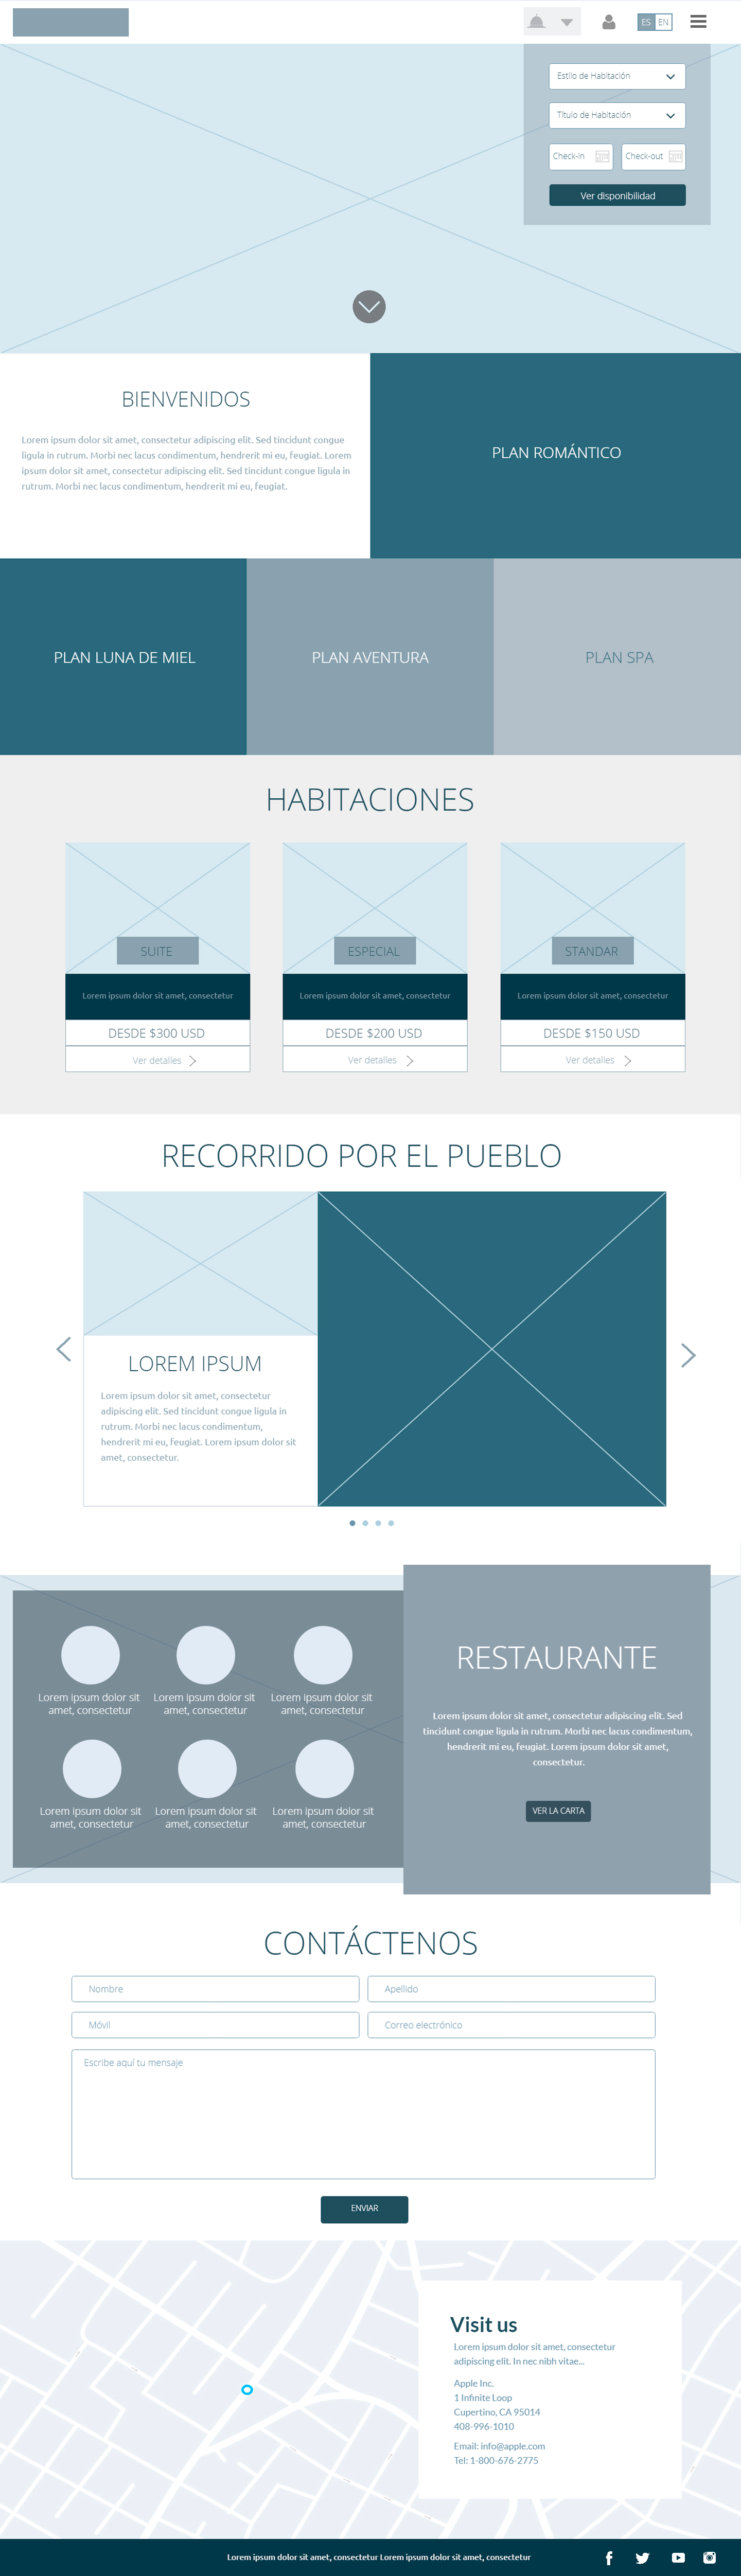 ES EN
Estilo de Habitación
Título de Habitación
Check-in Check-out
Ver disponibilidad
BIENVENIDOS
Lorem ipsum dolor sit amet, consectetur adipiscing elit. Sed tincidunt congue
ligula in rutrum. Morbi nec lacus condimentum, hendrerit mi eu, feugiat. Lorem
ipsum dolor sit amet, consectetur adipiscing elit. Sed tincidunt congue ligula in
rutrum. Morbi nec lacus condimentum, hendrerit mi eu, feugiat.
PLAN ROMÁNTICO
PLAN LUNA DE MIEL
PLAN AVENTURA
PLAN SPA
HABITACIONES
SUITE
Lorem ipsum dolor sit amet, consectetur
DESDE $300 USD
Ver detalles
ESPECIAL
Lorem ipsum dolor sit amet, consectetur
DESDE $200 USD
Ver detalles
STANDAR
Lorem ipsum dolor sit amet, consectetur
DESDE $150 USD
Ver detalles
RECORRIDO POR EL PUEBLO
LOREM IPSUM
Lorem ipsum dolor sit amet, consectetur
adipiscing elit. Sed tincidunt congue ligula in
rutrum. Morbi nec lacus condimentum,
hendrerit mi eu, feugiat. Lorem ipsum dolor sit
amet, consectetur.
Lorem ipsum dolor sit
amet, consectetur
Lorem ipsum dolor sit
amet, consectetur
Lorem ipsum dolor sit
amet, consectetur
Lorem ipsum dolor sit
amet, consectetur
Lorem ipsum dolor sit
amet, consectetur
Lorem ipsum dolor sit
amet, consectetur
RESTAURANTE
Lorem ipsum dolor sit amet, consectetur adipiscing elit. Sed
tincidunt congue ligula in rutrum. Morbi nec lacus condimentum,
hendrerit mi eu, feugiat. Lorem ipsum dolor sit amet,
consectetur.
VER LA CARTA
CONTÁCTENOS
Nombre
Apellido
Móvil
Correo electrónico
Escribe aquí tu mensaje
ENVIAR
Visit us
Lorem ipsum dolor sit amet, consectetur
adipiscing elit. In nec nibh vitae...
Apple Inc.
1 Infinite Loop
Cupertino, CA 95014
408-996-1010
Email: info@apple.com
Tel: 1-800-676-2775
Lorem ipsum dolor sit amet, consectetur Lorem ipsum dolor sit amet, consectetur